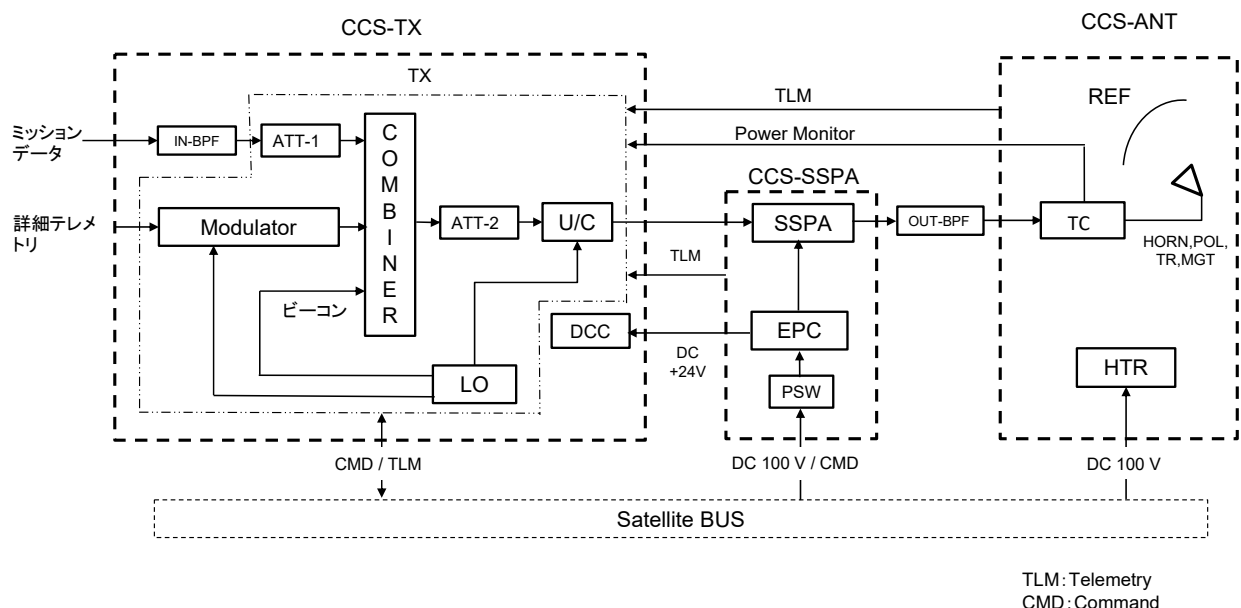 CCS-TX
CCS-ANT
TX
TLM
REF
ミッション
データ
IN-BPF
ATT-1
COMBINER
Power Monitor
CCS-SSPA
詳細テレメ
トリ
Modulator
ATT-2
U/C
SSPA
OUT-BPF
TC
HORN,POL,
TR,MGT
TLM
ビーコン
DCC
EPC
DC
+24V
LO
PSW
HTR
CMD / TLM
DC 100 V / CMD
DC 100 V
Satellite BUS
TLM:Telemetry
CMD:Command